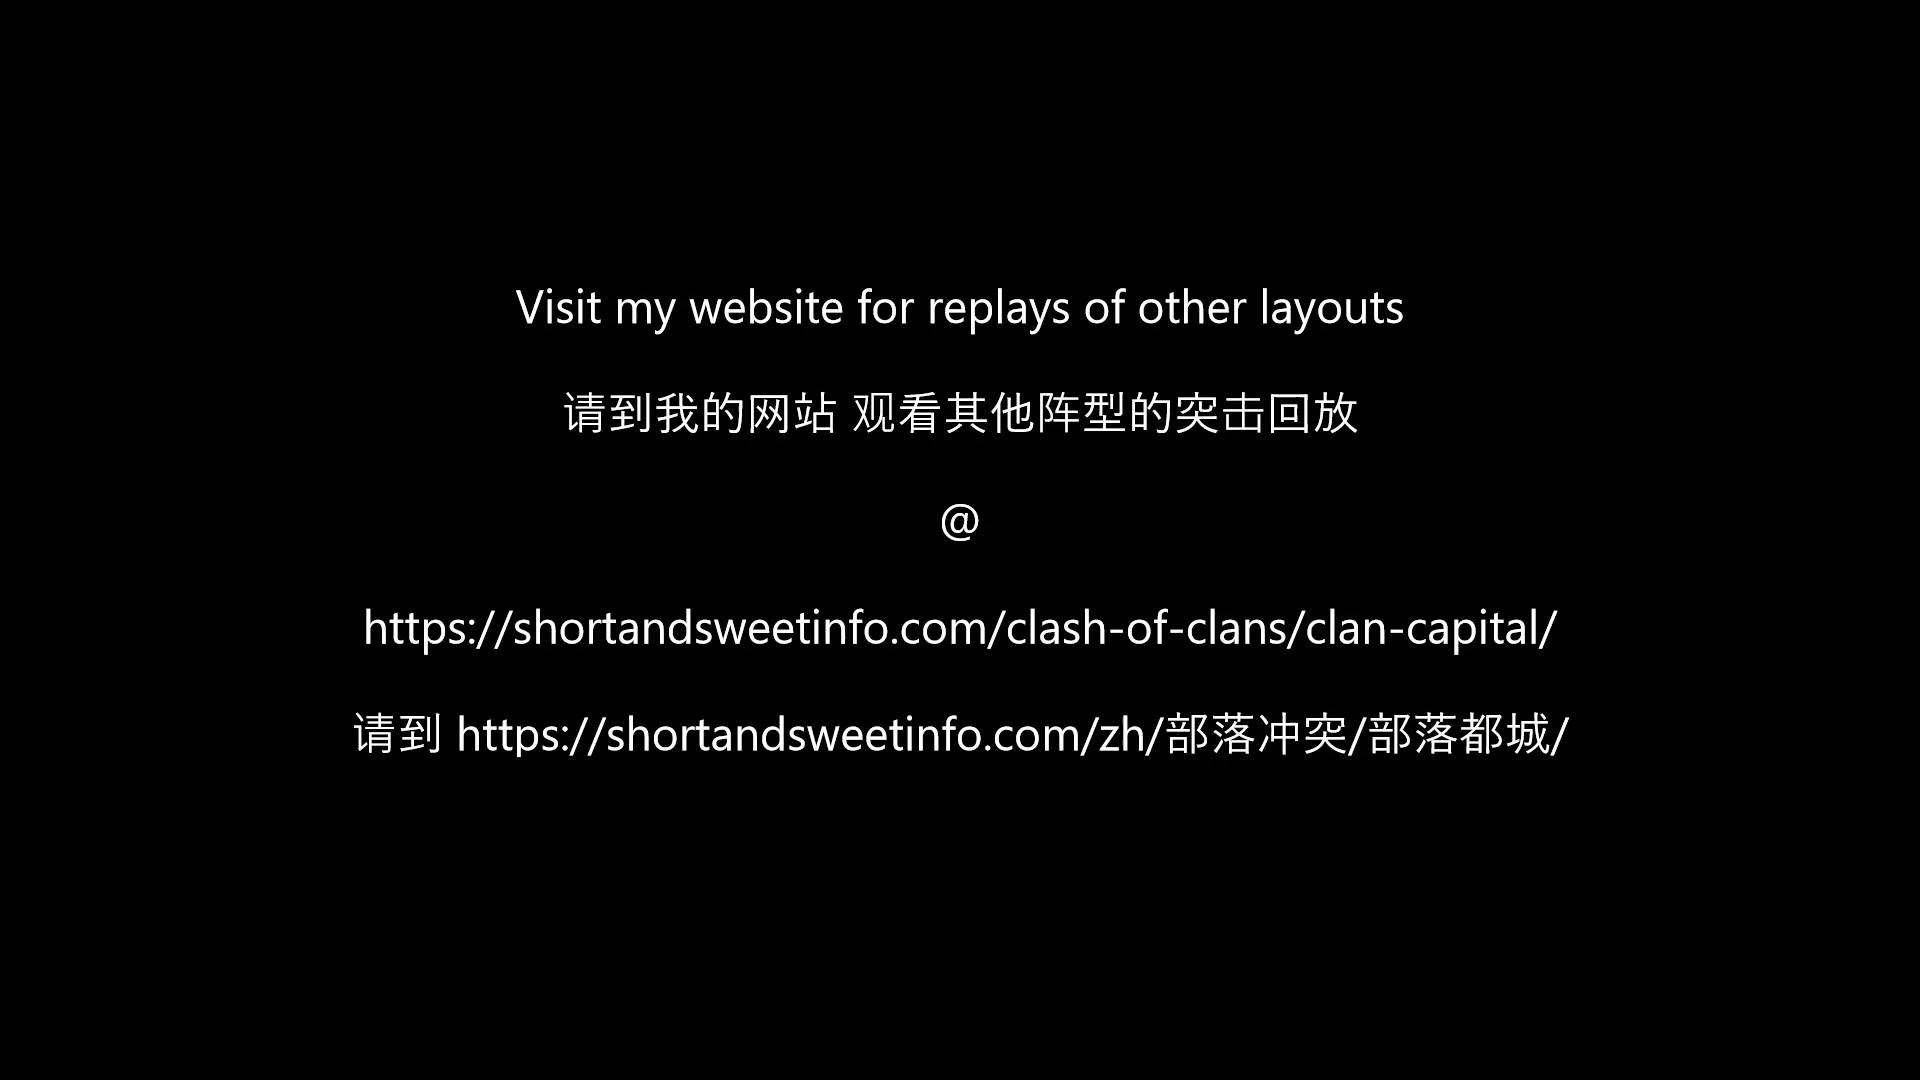 Visit my website for replays of other layouts
请到我的网站 观看其他阵型的突击回放
@
https://shortandsweetinfo.com/clash-of-clans/clan-capital/
请到 https://shortandsweetinfo.com/zh/部落冲突/部落都城/